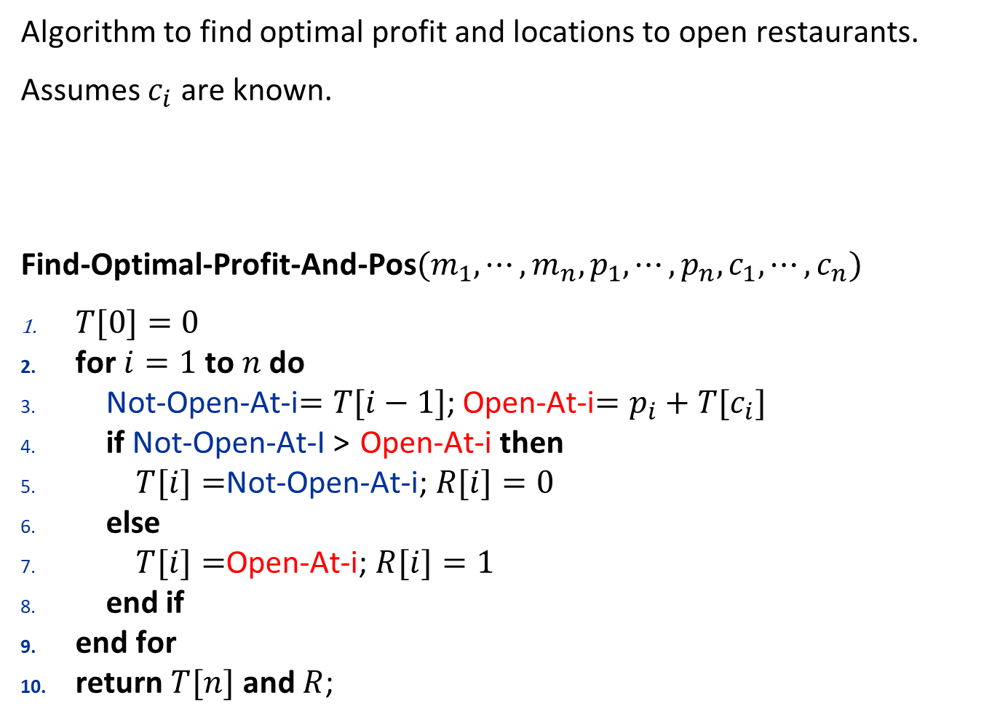 Algorithm to find optimal profit and locations to open restaurants.
Assumes $c_i$ are known.
Find-Optimal-Profit-And-Pos$(m_1, \cdots, m_n, p_1, \cdots, p_n, c_1, \cdots, c_n)$
1. $T[0] = 0$
2. for $i = 1$ to $n$ do
3. Not-Open-At-i= $T[i - 1]$; Open-At-i= $p_i + T[c_i]$
4. if Not-Open-At-I > Open-At-i then
5. $T[i] =$Not-Open-At-i; $R[i] = 0$
6. else
7. $T[i] =$Open-At-i; $R[i] = 1$
8. end if
9. end for
10. return $T[n]$ and $R$;